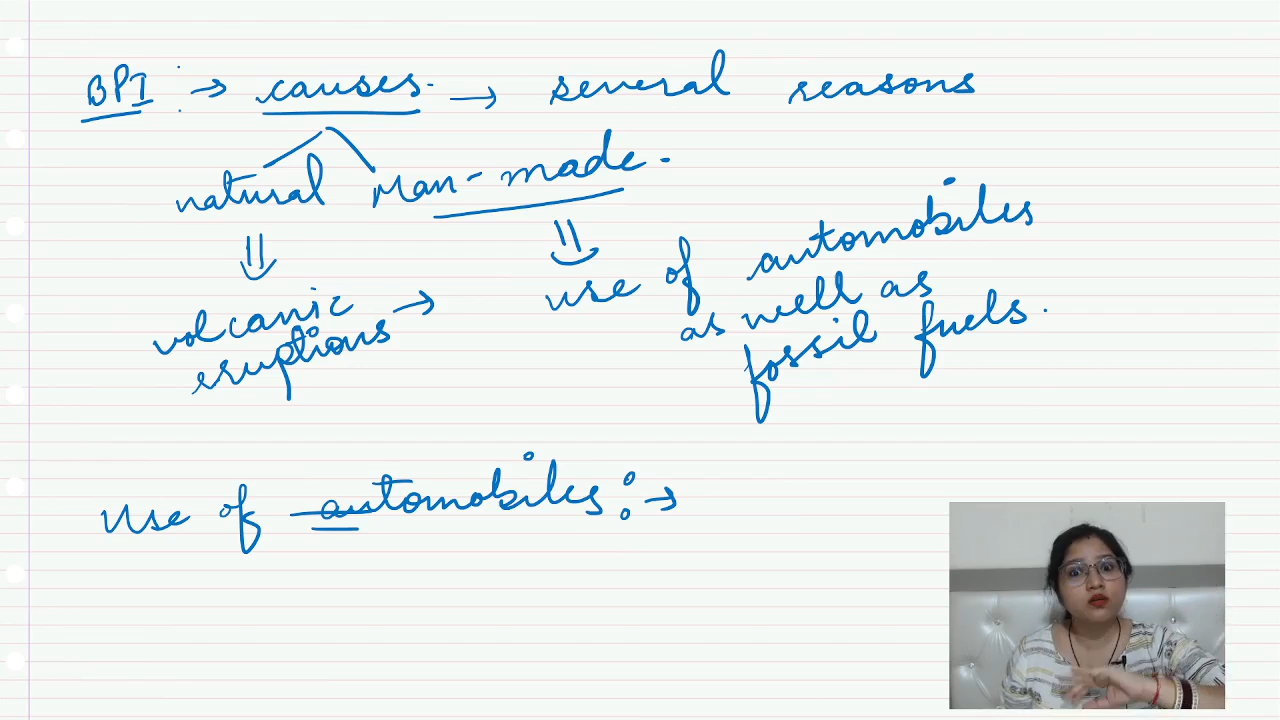 BPI :→ causes. → several reasons
natural Man-made.
volcanic eruptions → use of automobiles as well as fossil fuels.
Use of automobiles : →